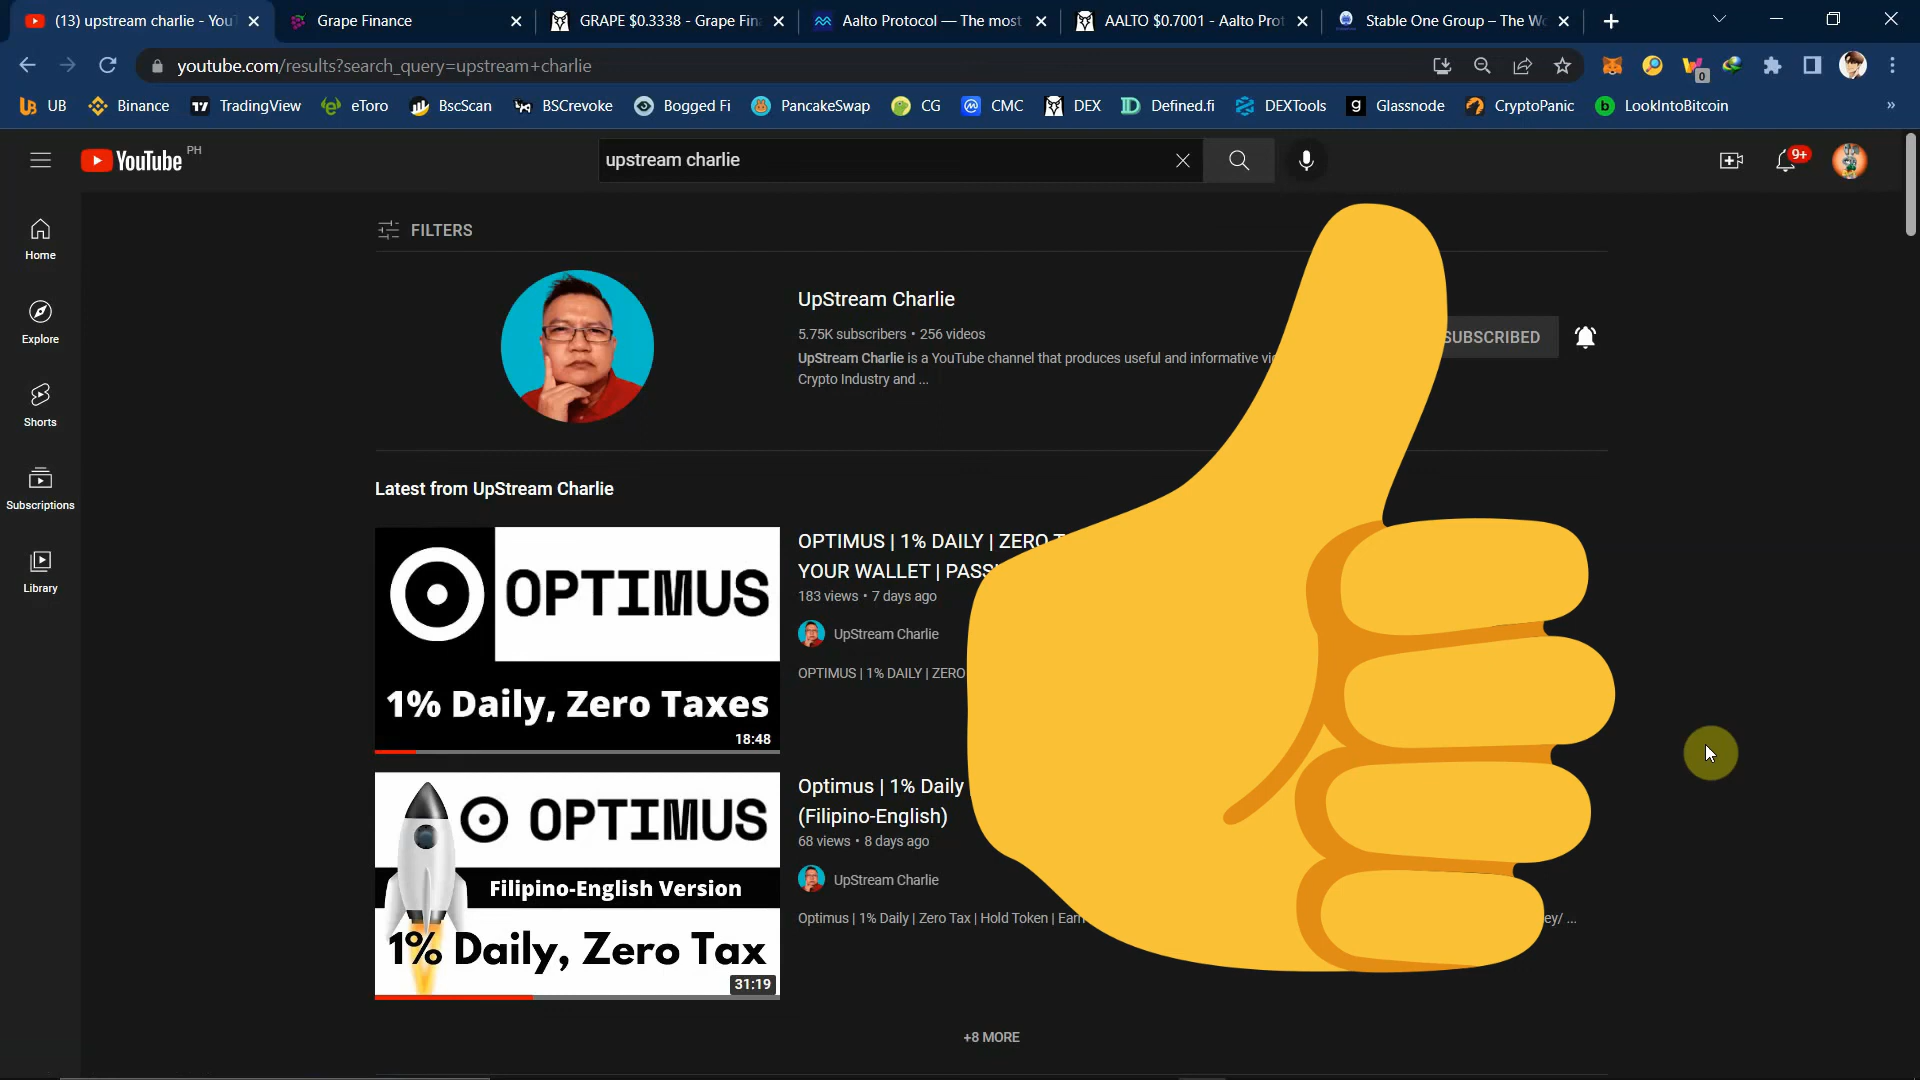 (13) upstream charlie - You
Grape Finance
GRAPE $0.3338 - Grape Fin
Aalto Protocol — The most
AALTO $0.7001 - Aalto Prot
Stable One Group – The Wo
youtube.com/results?search_query=upstream+charlie
0
UB
Binance
TradingView
eToro
BscScan
BSCrevoke
Bogged Fi
PancakeSwap
CG
CMC
DEX
Defined.fi
DEXTools
Glassnode
CryptoPanic
LookIntoBitcoin
»
YouTube PH
upstream charlie
9+
Home
Explore
Shorts
Subscriptions
Library
FILTERS
UpStream Charlie
5.75K subscribers • 256 videos
UpStream Charlie is a YouTube channel that produces useful and informative
Crypto Industry and ...
SUBSCRIBED
Latest from UpStream Charlie
OPTIMUS
1% Daily, Zero Taxes
18:48
OPTIMUS | 1% DAILY | ZERO
YOUR WALLET |
183 views • 7 days ago
UpStream Charlie
OPTIMUS | 1% DAILY | ZERO
OPTIMUS
Filipino-English Version
1% Daily, Zero Tax
31:19
Optimus | 1% Daily
(Filipino-English)
68 views • 8 days ago
UpStream Charlie
Optimus | 1% Daily | Zero Tax | Hold Token | Earn
ey/ ...
+8 MORE